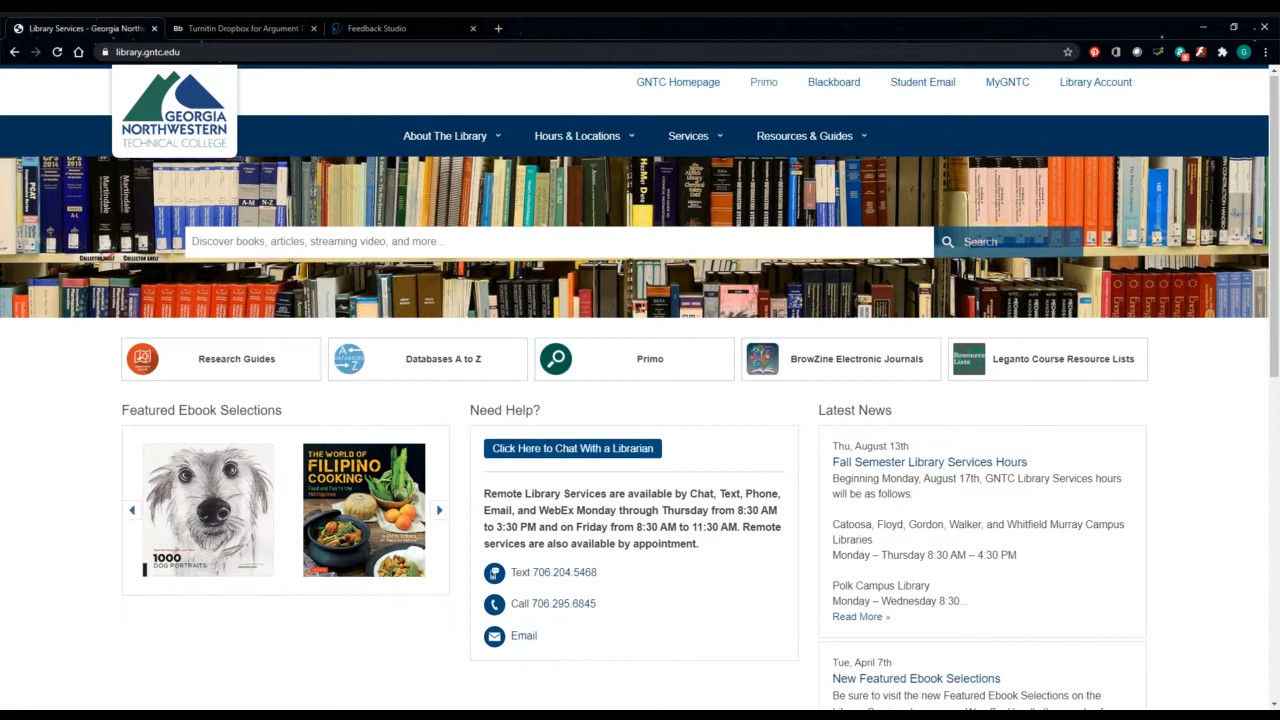 Library Services - Georgia North
Turnitin Dropbox for Argument
Feedback Studio
library.gntc.edu
GEORGIA
NORTHWESTERN
TECHNICAL COLLEGE
GNTC Homepage
Primo
Blackboard
Student Email
MyGNTC
Library Account
About The Library
Hours & Locations
Services
Resources & Guides
Discover books, articles, streaming video, and more...
Search
Research Guides
Databases A to Z
Primo
BrowZine Electronic Journals
Leganto Course Resource Lists
Featured Ebook Selections
1000
DOG PORTRAITS
THE WORLD OF
FILIPINO
COOKING
Need Help?
Click Here to Chat With a Librarian
Remote Library Services are available by Chat, Text, Phone,
Email, and WebEx Monday through Thursday from 8:30 AM
to 3:30 PM and on Friday from 8:30 AM to 11:30 AM. Remote
services are also available by appointment.
Text 706.204.5468
Call 706.295.6845
Email
Latest News
Thu, August 13th
Fall Semester Library Services Hours
Beginning Monday, August 17th, GNTC Library Services hours
will be as follows:
Catoosa, Floyd, Gordon, Walker, and Whitfield Murray Campus
Libraries
Monday – Thursday 8:30 AM – 4:30 PM
Polk Campus Library
Monday – Wednesday 8:30...
Read More »
Tue, April 7th
New Featured Ebook Selections
Be sure to visit the new Featured Ebook Selections on the